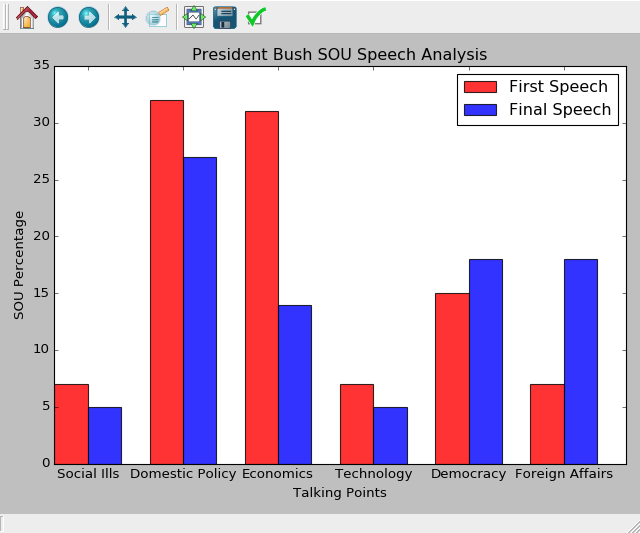 President Bush SOU Speech Analysis
First Speech
Final Speech
35
30
25
20
15
10
5
0
SOU Percentage
Social Ills Domestic Policy Economics Technology Democracy Foreign Affairs
Talking Points